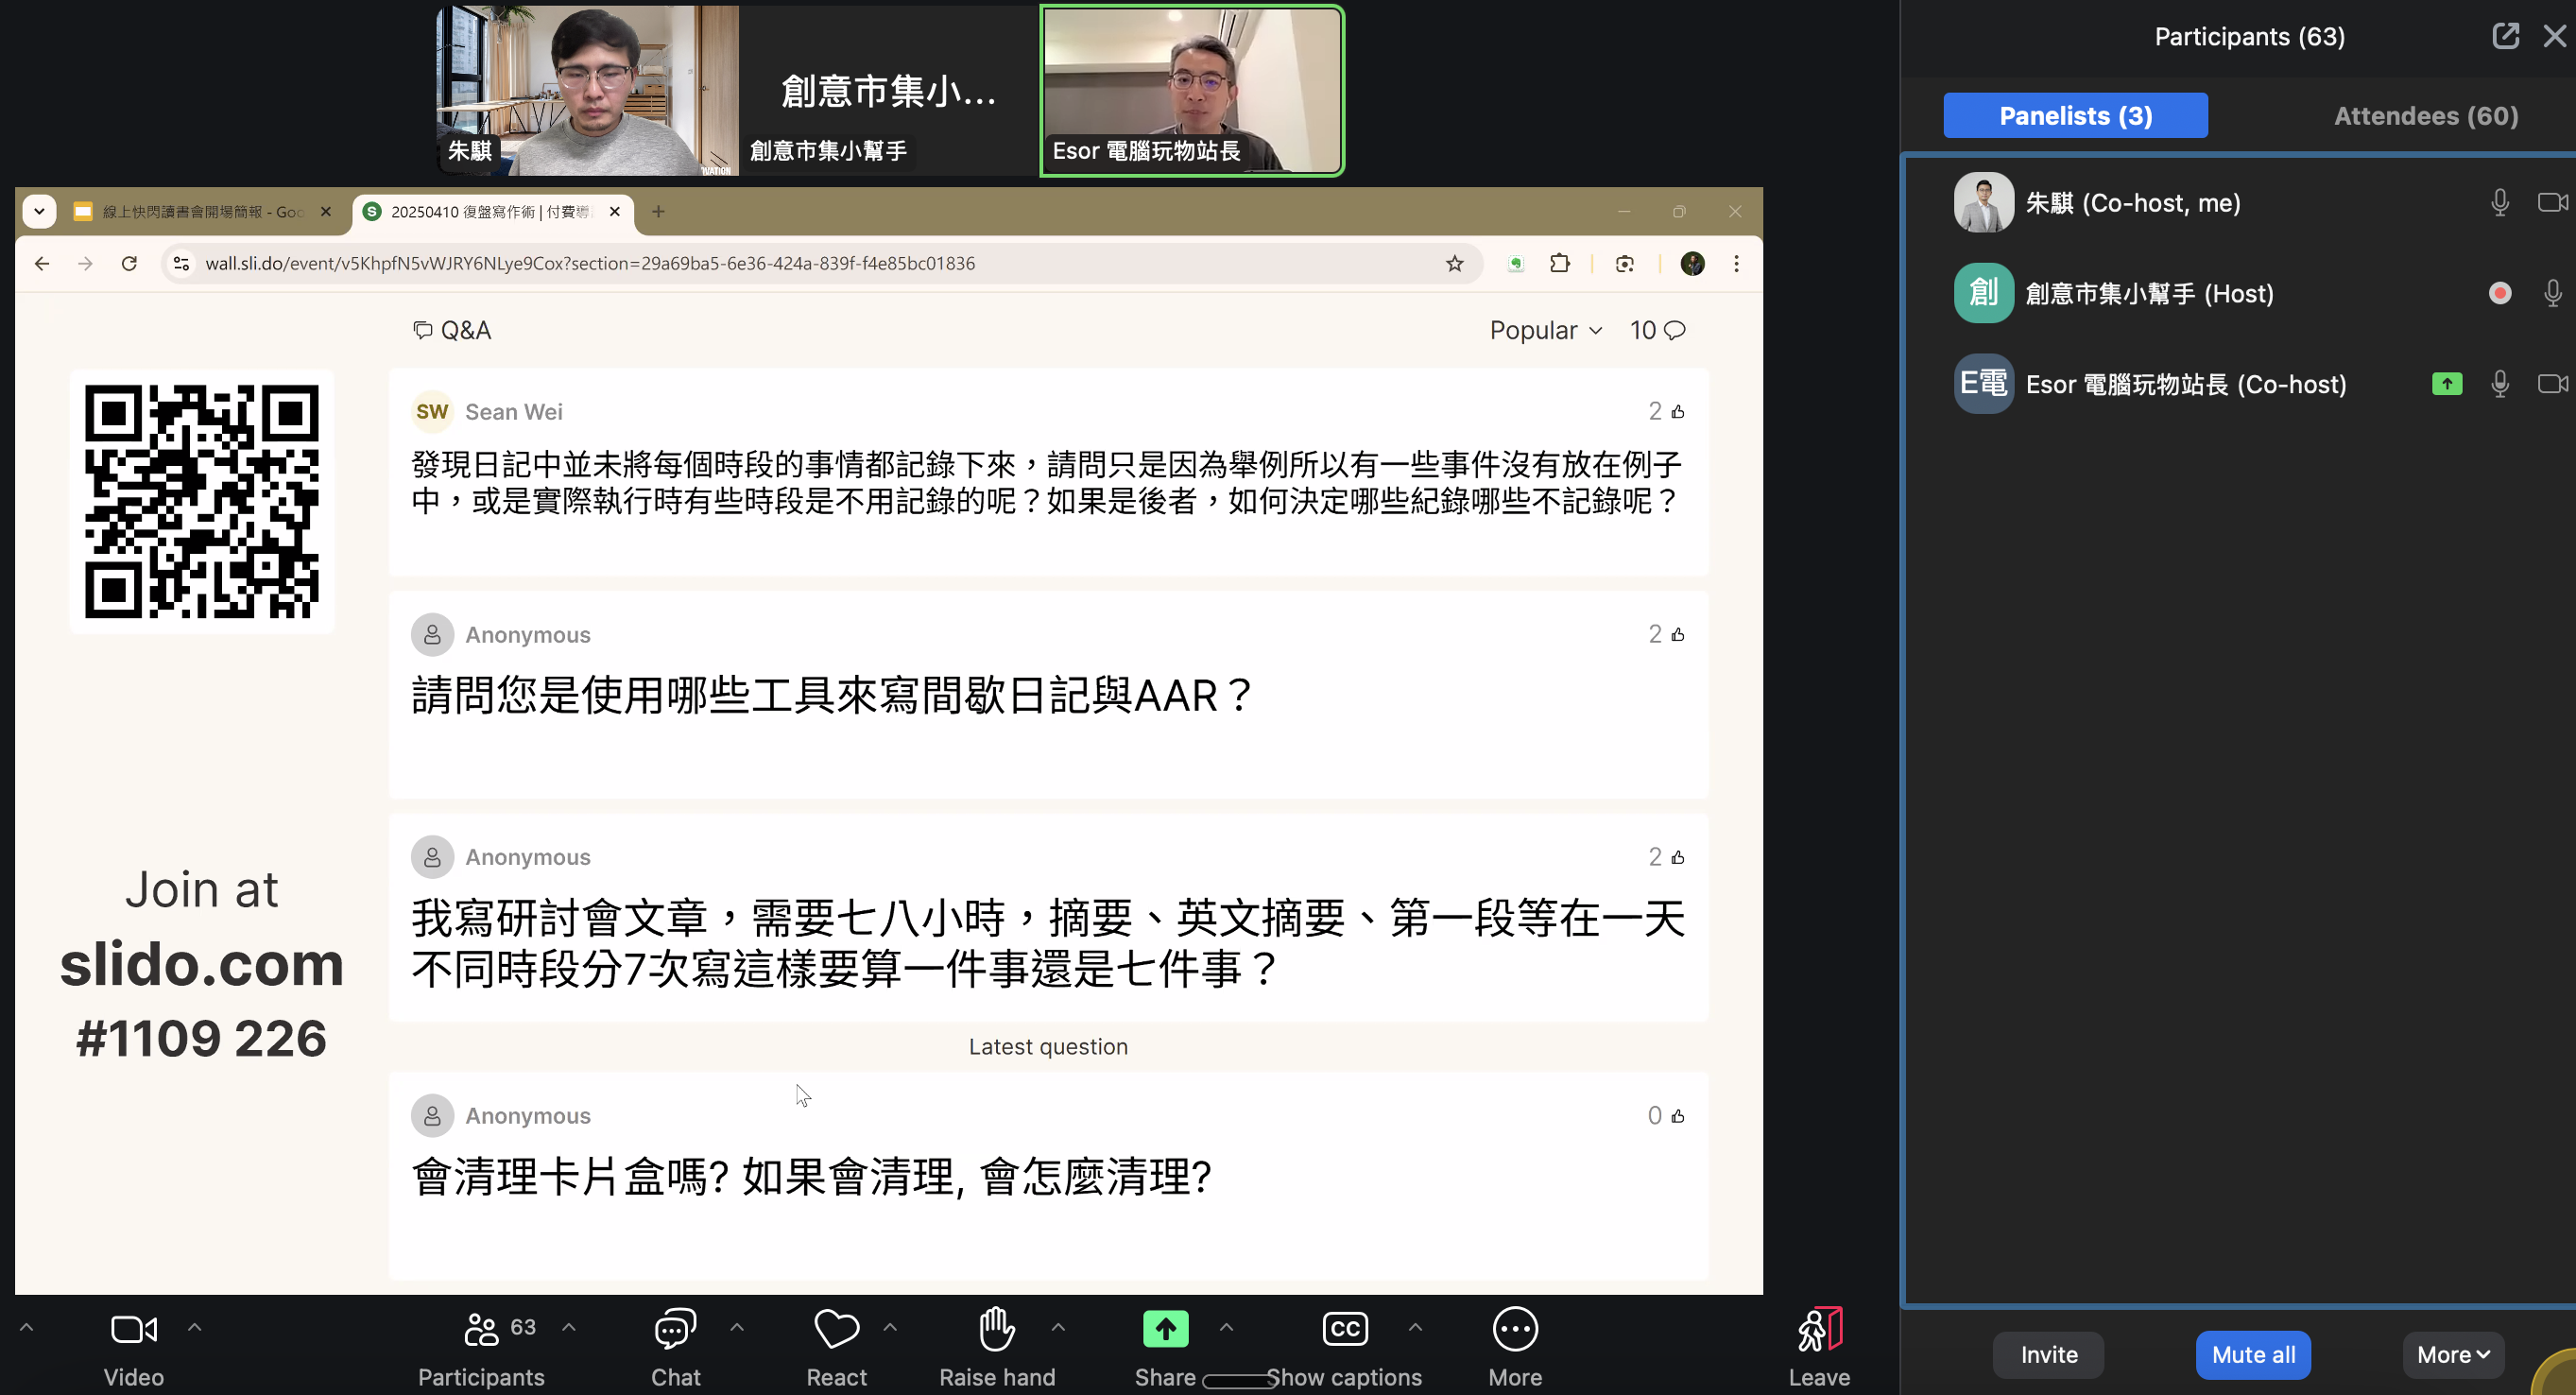 朱騏
創意市集小...
創意市集小幫手
Esor 電腦玩物站長
線上快閃讀書會開場簡報 - Goo
20250410 復盤寫作術 | 付費導
wall.sli.do/event/v5KhpfN5vWJRY6NLye9Cox?section=29a69ba5-6e36-424a-839f-f4e85bc01836
Q&A
Popular
10
Join at
slido.com
#1109 226
SW
Sean Wei
2
發現日記中並未將每個時段的事情都記錄下來，請問只是因為舉例所以有一些事件沒有放在例子
中，或是實際執行時有些時段是不用記錄的呢？如果是後者，如何決定哪些紀錄哪些不記錄呢？
Anonymous
2
請問您是使用哪些工具來寫間歇日記與AAR？
Anonymous
2
我寫研討會文章，需要七八小時，摘要、英文摘要、第一段等在一天
不同時段分7次寫這樣要算一件事還是七件事？
Latest question
Anonymous
0
會清理卡片盒嗎? 如果會清理, 會怎麼清理?
Video
63
Participants
Chat
React
Raise hand
Share
CC
Show captions
More
Leave
Participants (63)
Panelists (3)
Attendees (60)
朱騏 (Co-host, me)
創
創意市集小幫手 (Host)
E電
Esor 電腦玩物站長 (Co-host)
Invite
Mute all
More